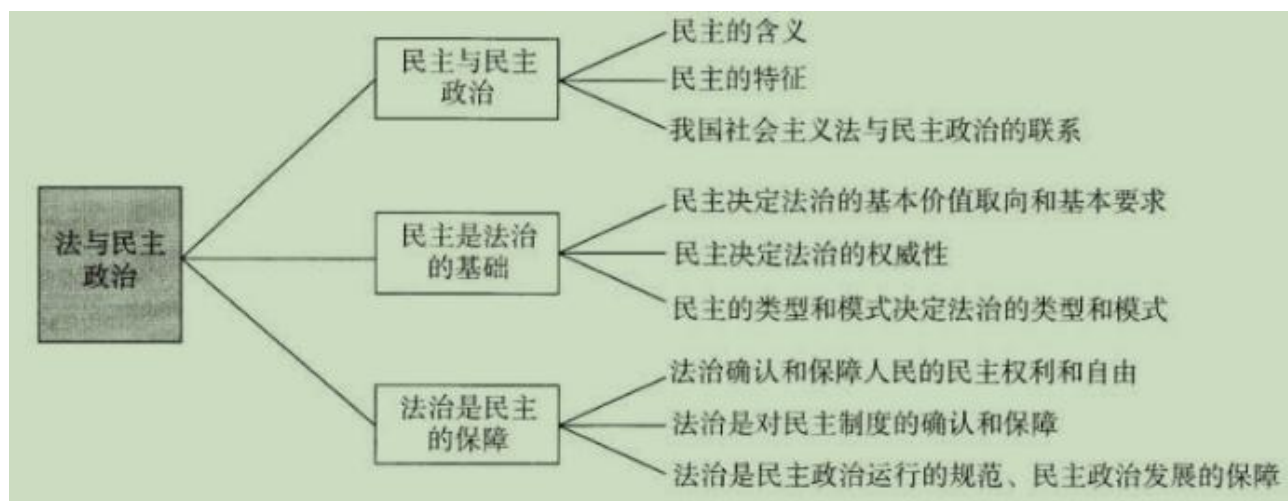 法与民主
政治
民主与民主
政治
民主的含义
民主的特征
我国社会主义法与民主政治的联系
民主是法治
的基础
民主决定法治的基本价值取向和基本要求
民主决定法治的权威性
民主的类型和模式决定法治的类型和模式
法治是民主
的保障
法治确认和保障人民的民主权利和自由
法治是对民主制度的确认和保障
法治是民主政治运行的规范、民主政治发展的保障